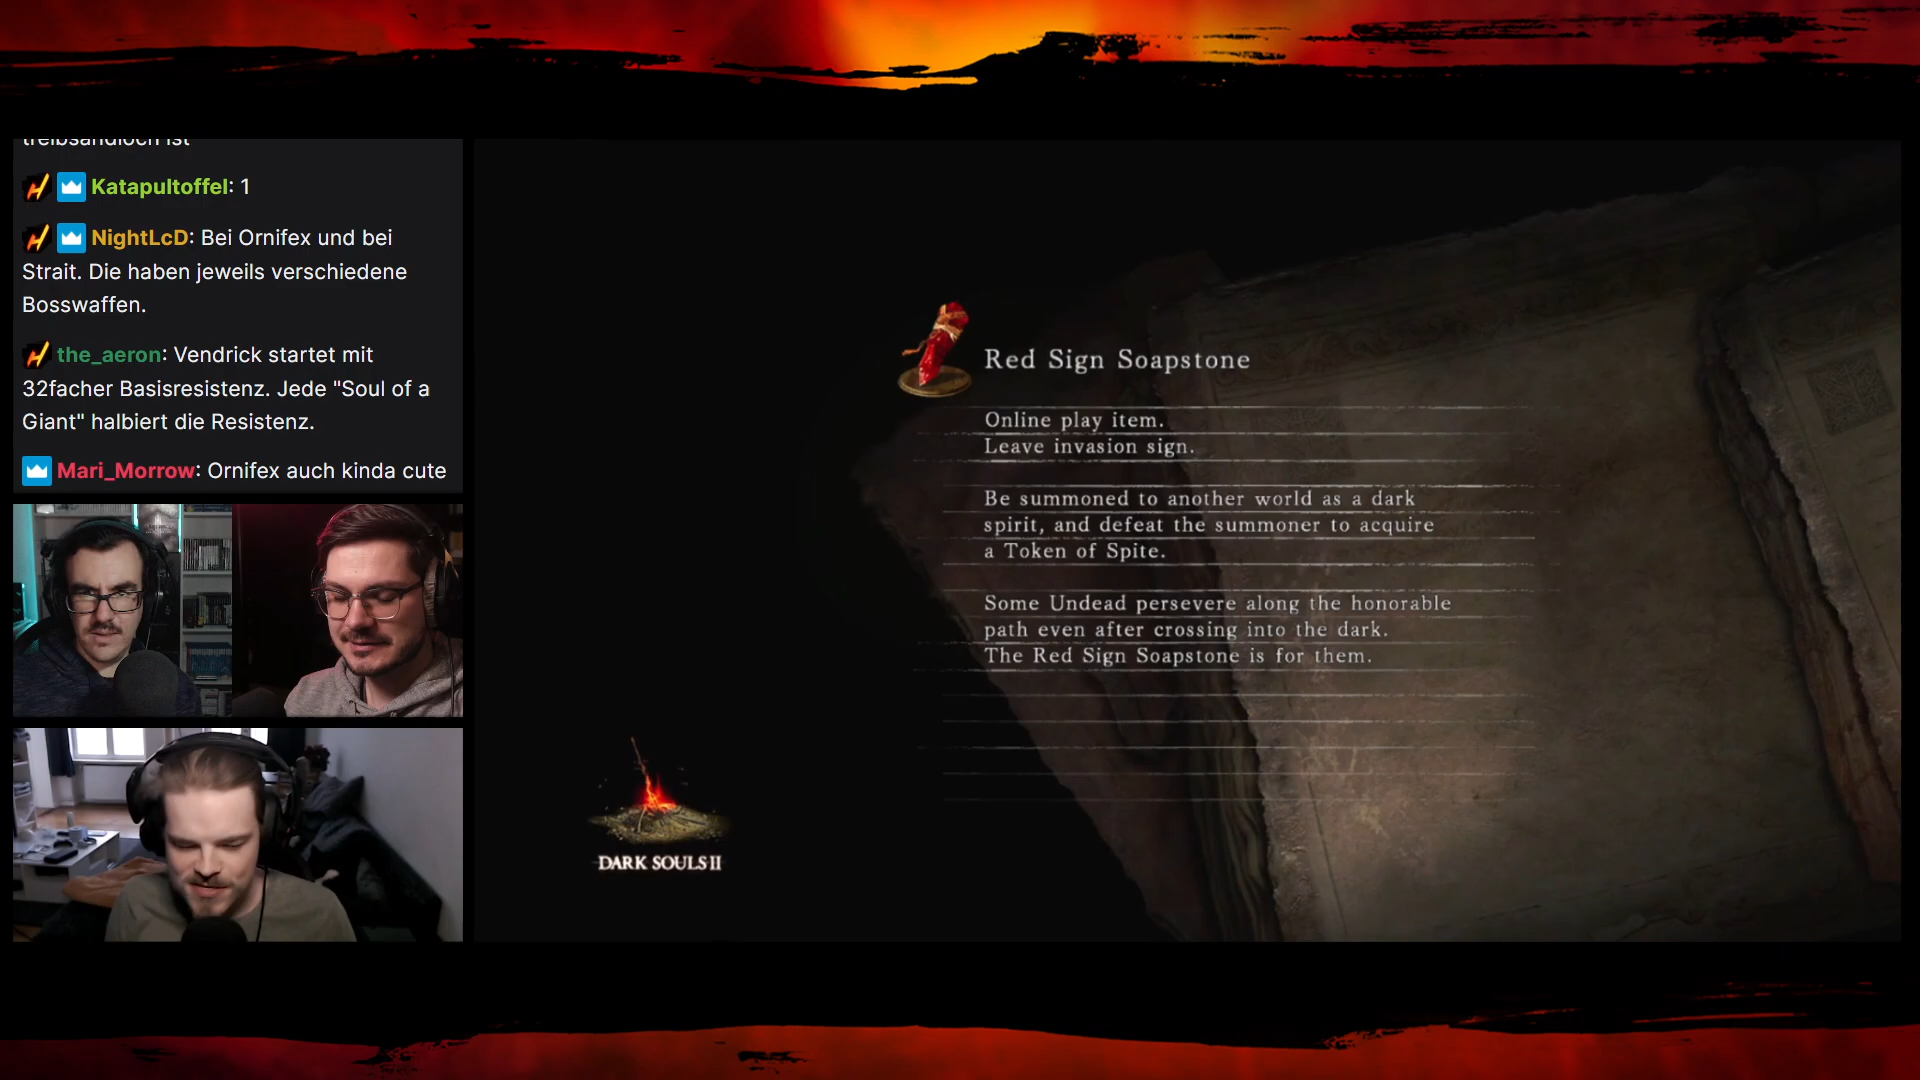 treibsandloch ist
Katapultoffel: 1
NightLcD: Bei Ornifex und bei
Strait. Die haben jeweils verschiedene
Bosswaffen.
the_aeron: Vendrick startet mit
32facher Basisresistenz. Jede "Soul of a
Giant" halbiert die Resistenz.
Mari_Morrow: Ornifex auch kinda cute
Red Sign Soapstone
Online play item.
Leave invasion sign.
Be summoned to another world as a dark
spirit, and defeat the summoner to acquire
a Token of Spite.
Some Undead persevere along the honorable
path even after crossing into the dark.
The Red Sign Soapstone is for them.
DARK SOULS II